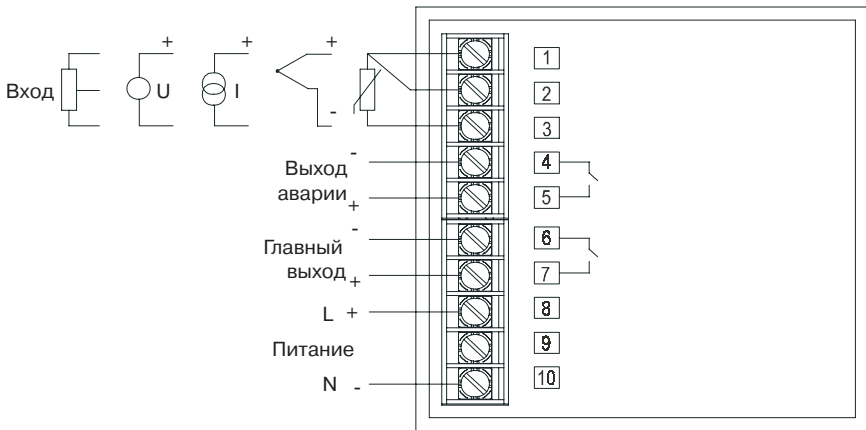 + + + 1
Вход U I 2
- 3
Выход - 4
аварии + 5
Главный - 6
выход + 7
L + 8
Питание 9
N - 10